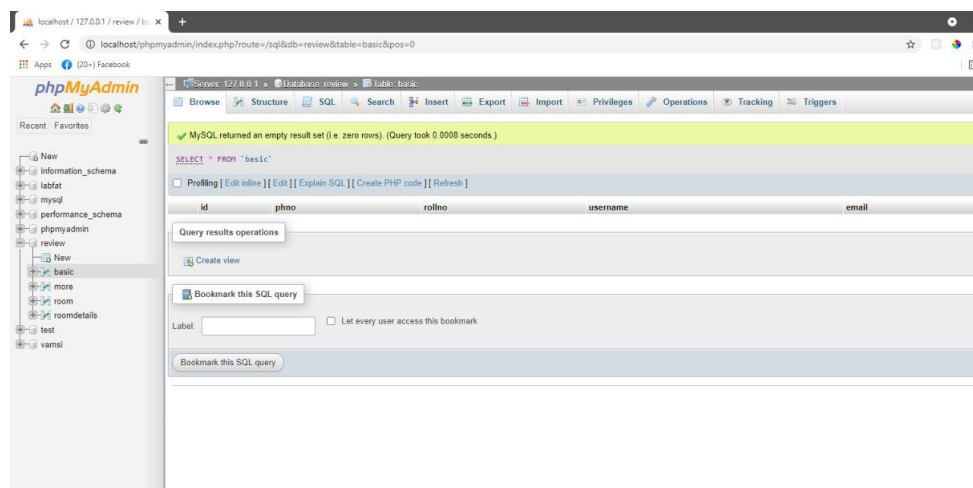 localhost / 127.0.0.1 / review / ba
localhost/phpmyadmin/index.php?route=/sql&db=review&table=basic&pos=0
Apps (20+) Facebook
phpMyAdmin
Recent Favorites
New
information_schema
labfat
mysql
performance_schema
phpmyadmin
review
New
basic
more
room
roomdetails
test
vamsi
Server: 127.0.0.1 » Database: review » Table: basic
Browse Structure SQL Search Insert Export Import Privileges Operations Tracking Triggers
MySQL returned an empty result set (i.e. zero rows). (Query took 0.0008 seconds.)
SELECT * FROM `basic`
Profiling [ Edit inline ] [ Edit ] [ Explain SQL ] [ Create PHP code ] [ Refresh ]
id phno rollno username email
Query results operations
Create view
Bookmark this SQL query
Label: Let every user access this bookmark
Bookmark this SQL query